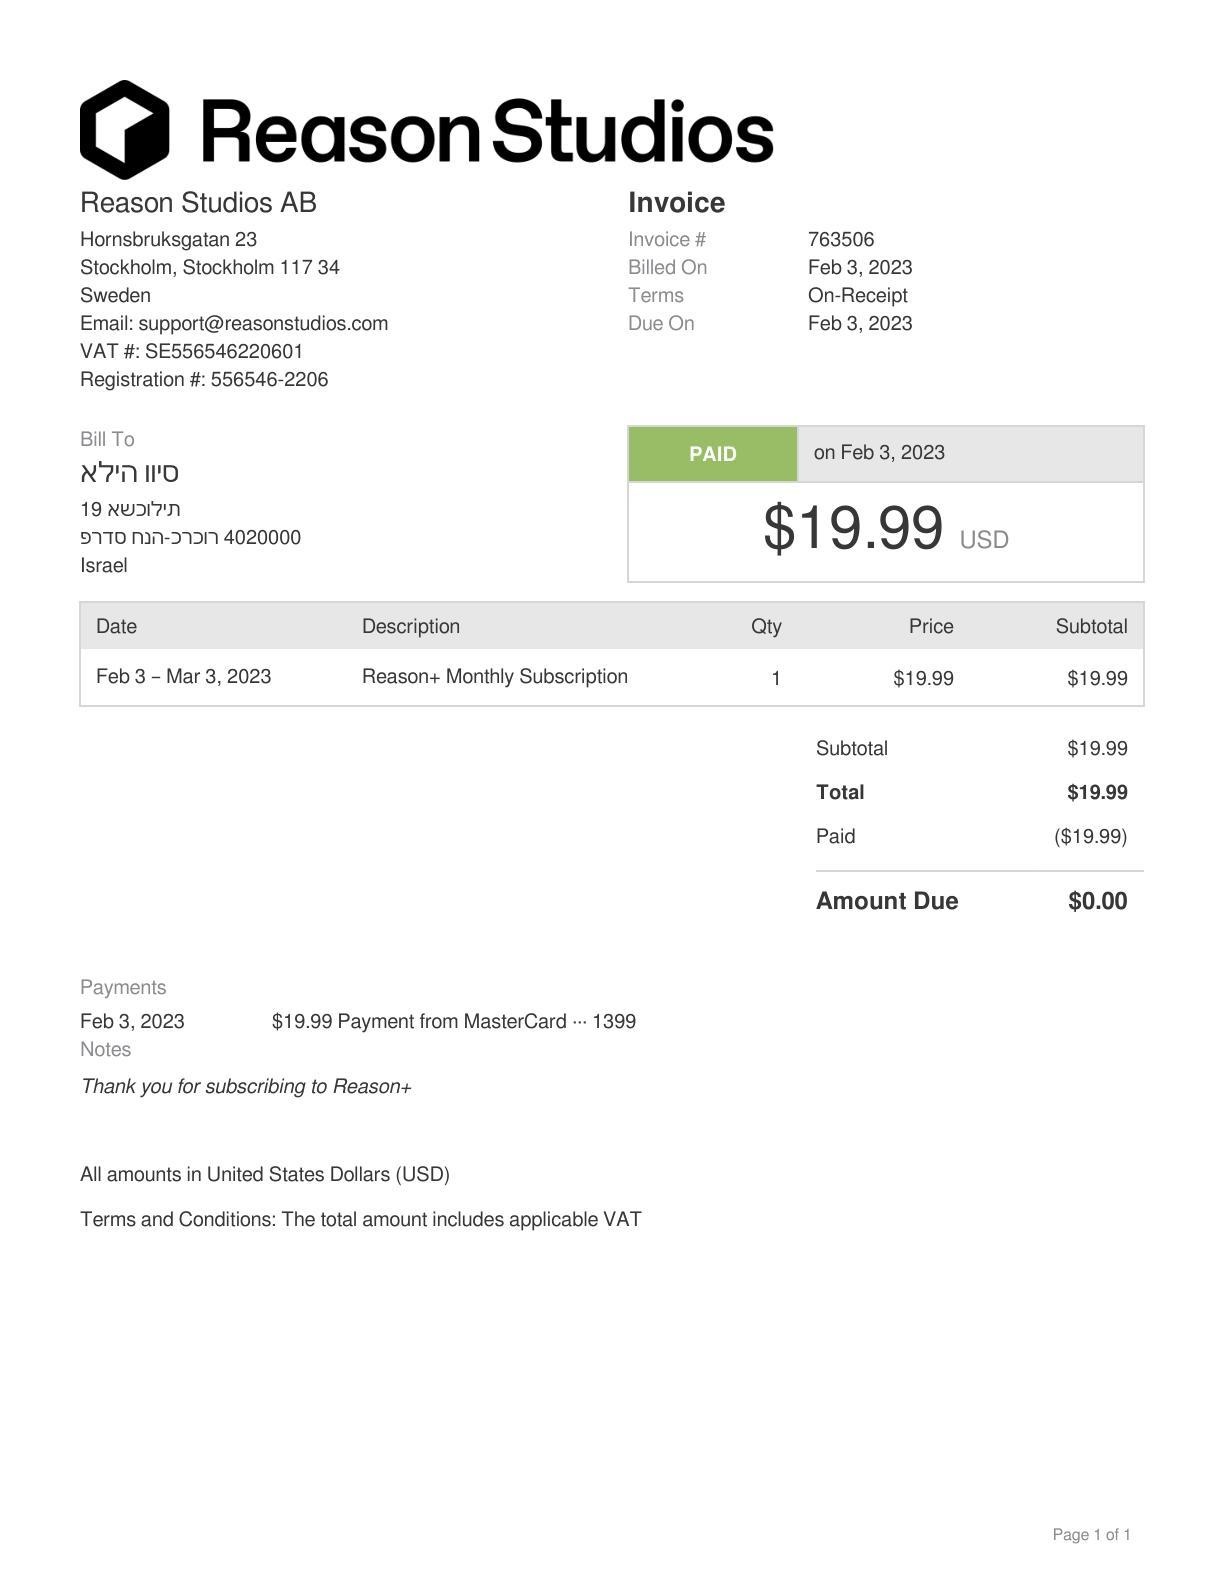 Reason Studios
Reason Studios AB
Hornsbruksgatan 23
Stockholm, Stockholm 117 34
Sweden
Email: support@reasonstudios.com
VAT #: SE556546220601
Registration #: 556546-2206
Invoice
Invoice # 763506
Billed On Feb 3, 2023
Terms On-Receipt
Due On Feb 3, 2023
Bill To
סיוו הילא
19 תילוכשא
רוכרכ-הנח סדרפ 4020000
Israel
PAID on Feb 3, 2023
$19.99 USD
Date Description Qty Price Subtotal
Feb 3 – Mar 3, 2023 Reason+ Monthly Subscription 1 $19.99 $19.99
Subtotal $19.99
Total $19.99
Paid ($19.99)
Amount Due $0.00
Payments
Feb 3, 2023 $19.99 Payment from MasterCard ··· 1399
Notes
Thank you for subscribing to Reason+
All amounts in United States Dollars (USD)
Terms and Conditions: The total amount includes applicable VAT
Page 1 of 1